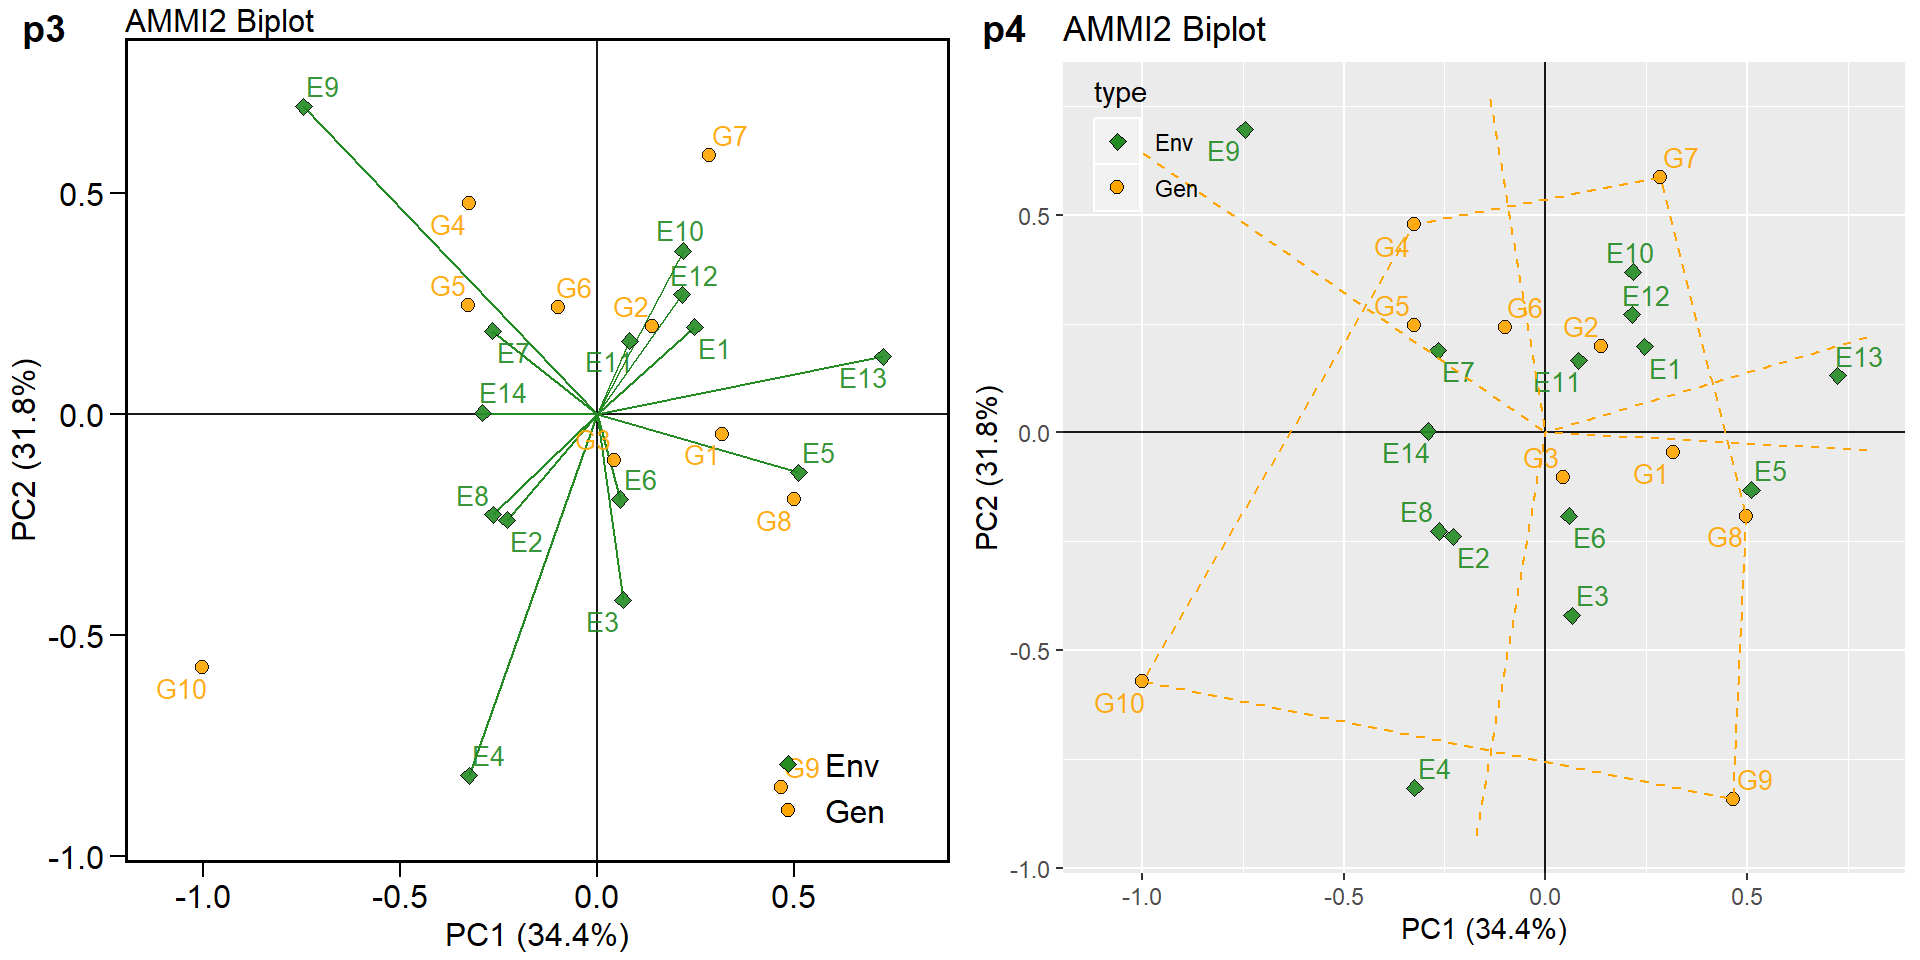 p3
AMMI2 Biplot
E9
G7
0.5
G4
E10
E12
G5
G6
G2
E7
E11
E1
E13
E14
0.0
G3
G1
E5
E8
E6
G8
E2
E3
-0.5
G10
E4
G9
Env
Gen
-1.0
-1.0
-0.5
0.0
0.5
PC1 (34.4%)
PC2 (31.8%)
p4
AMMI2 Biplot
type
Env
Gen
E9
G7
0.5
G4
E10
E12
G5
G6
G2
E7
E11
E1
E13
0.0
E14
G3
G1
E5
E8
E2
E6
G8
E3
-0.5
G10
E4
G9
-1.0
-1.0
-0.5
0.0
0.5
PC1 (34.4%)
PC2 (31.8%)